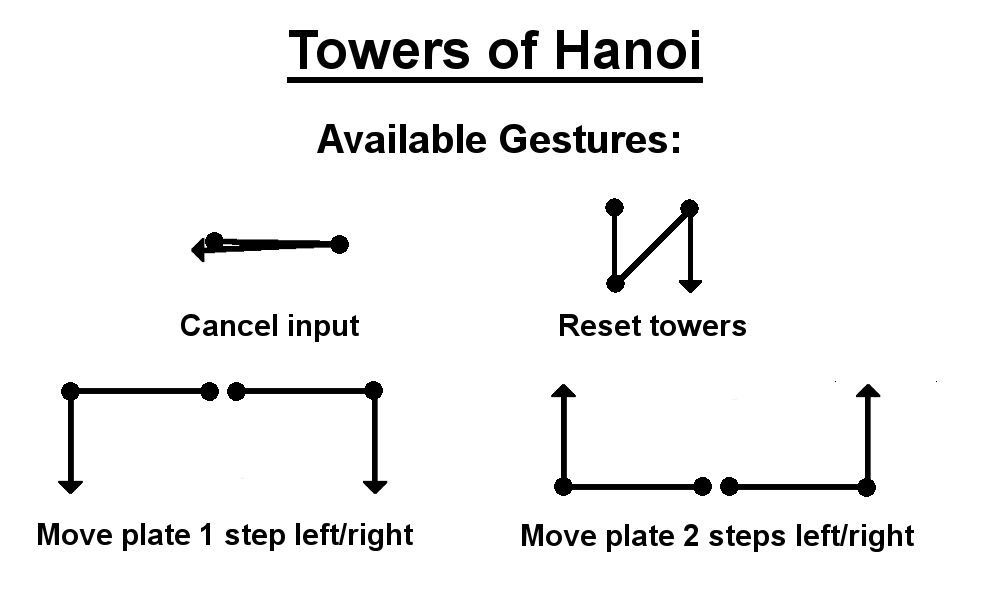 Towers of Hanoi
Available Gestures:
Cancel input
Reset towers
Move plate 1 step left/right
Move plate 2 steps left/right